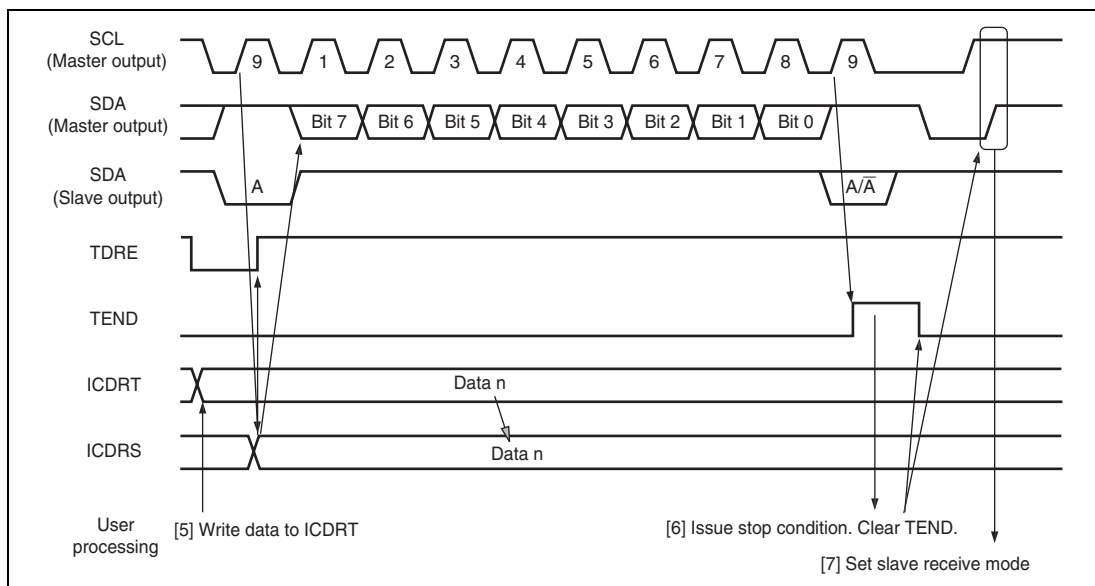 SCL
(Master output)
9 1 2 3 4 5 6 7 8 9
SDA
(Master output)
Bit 7 Bit 6 Bit 5 Bit 4 Bit 3 Bit 2 Bit 1 Bit 0
SDA
(Slave output)
A A/A̅
TDRE
TEND
ICDRT
Data n
ICDRS
Data n
User
processing
[5] Write data to ICDRT
[6] Issue stop condition. Clear TEND.
[7] Set slave receive mode